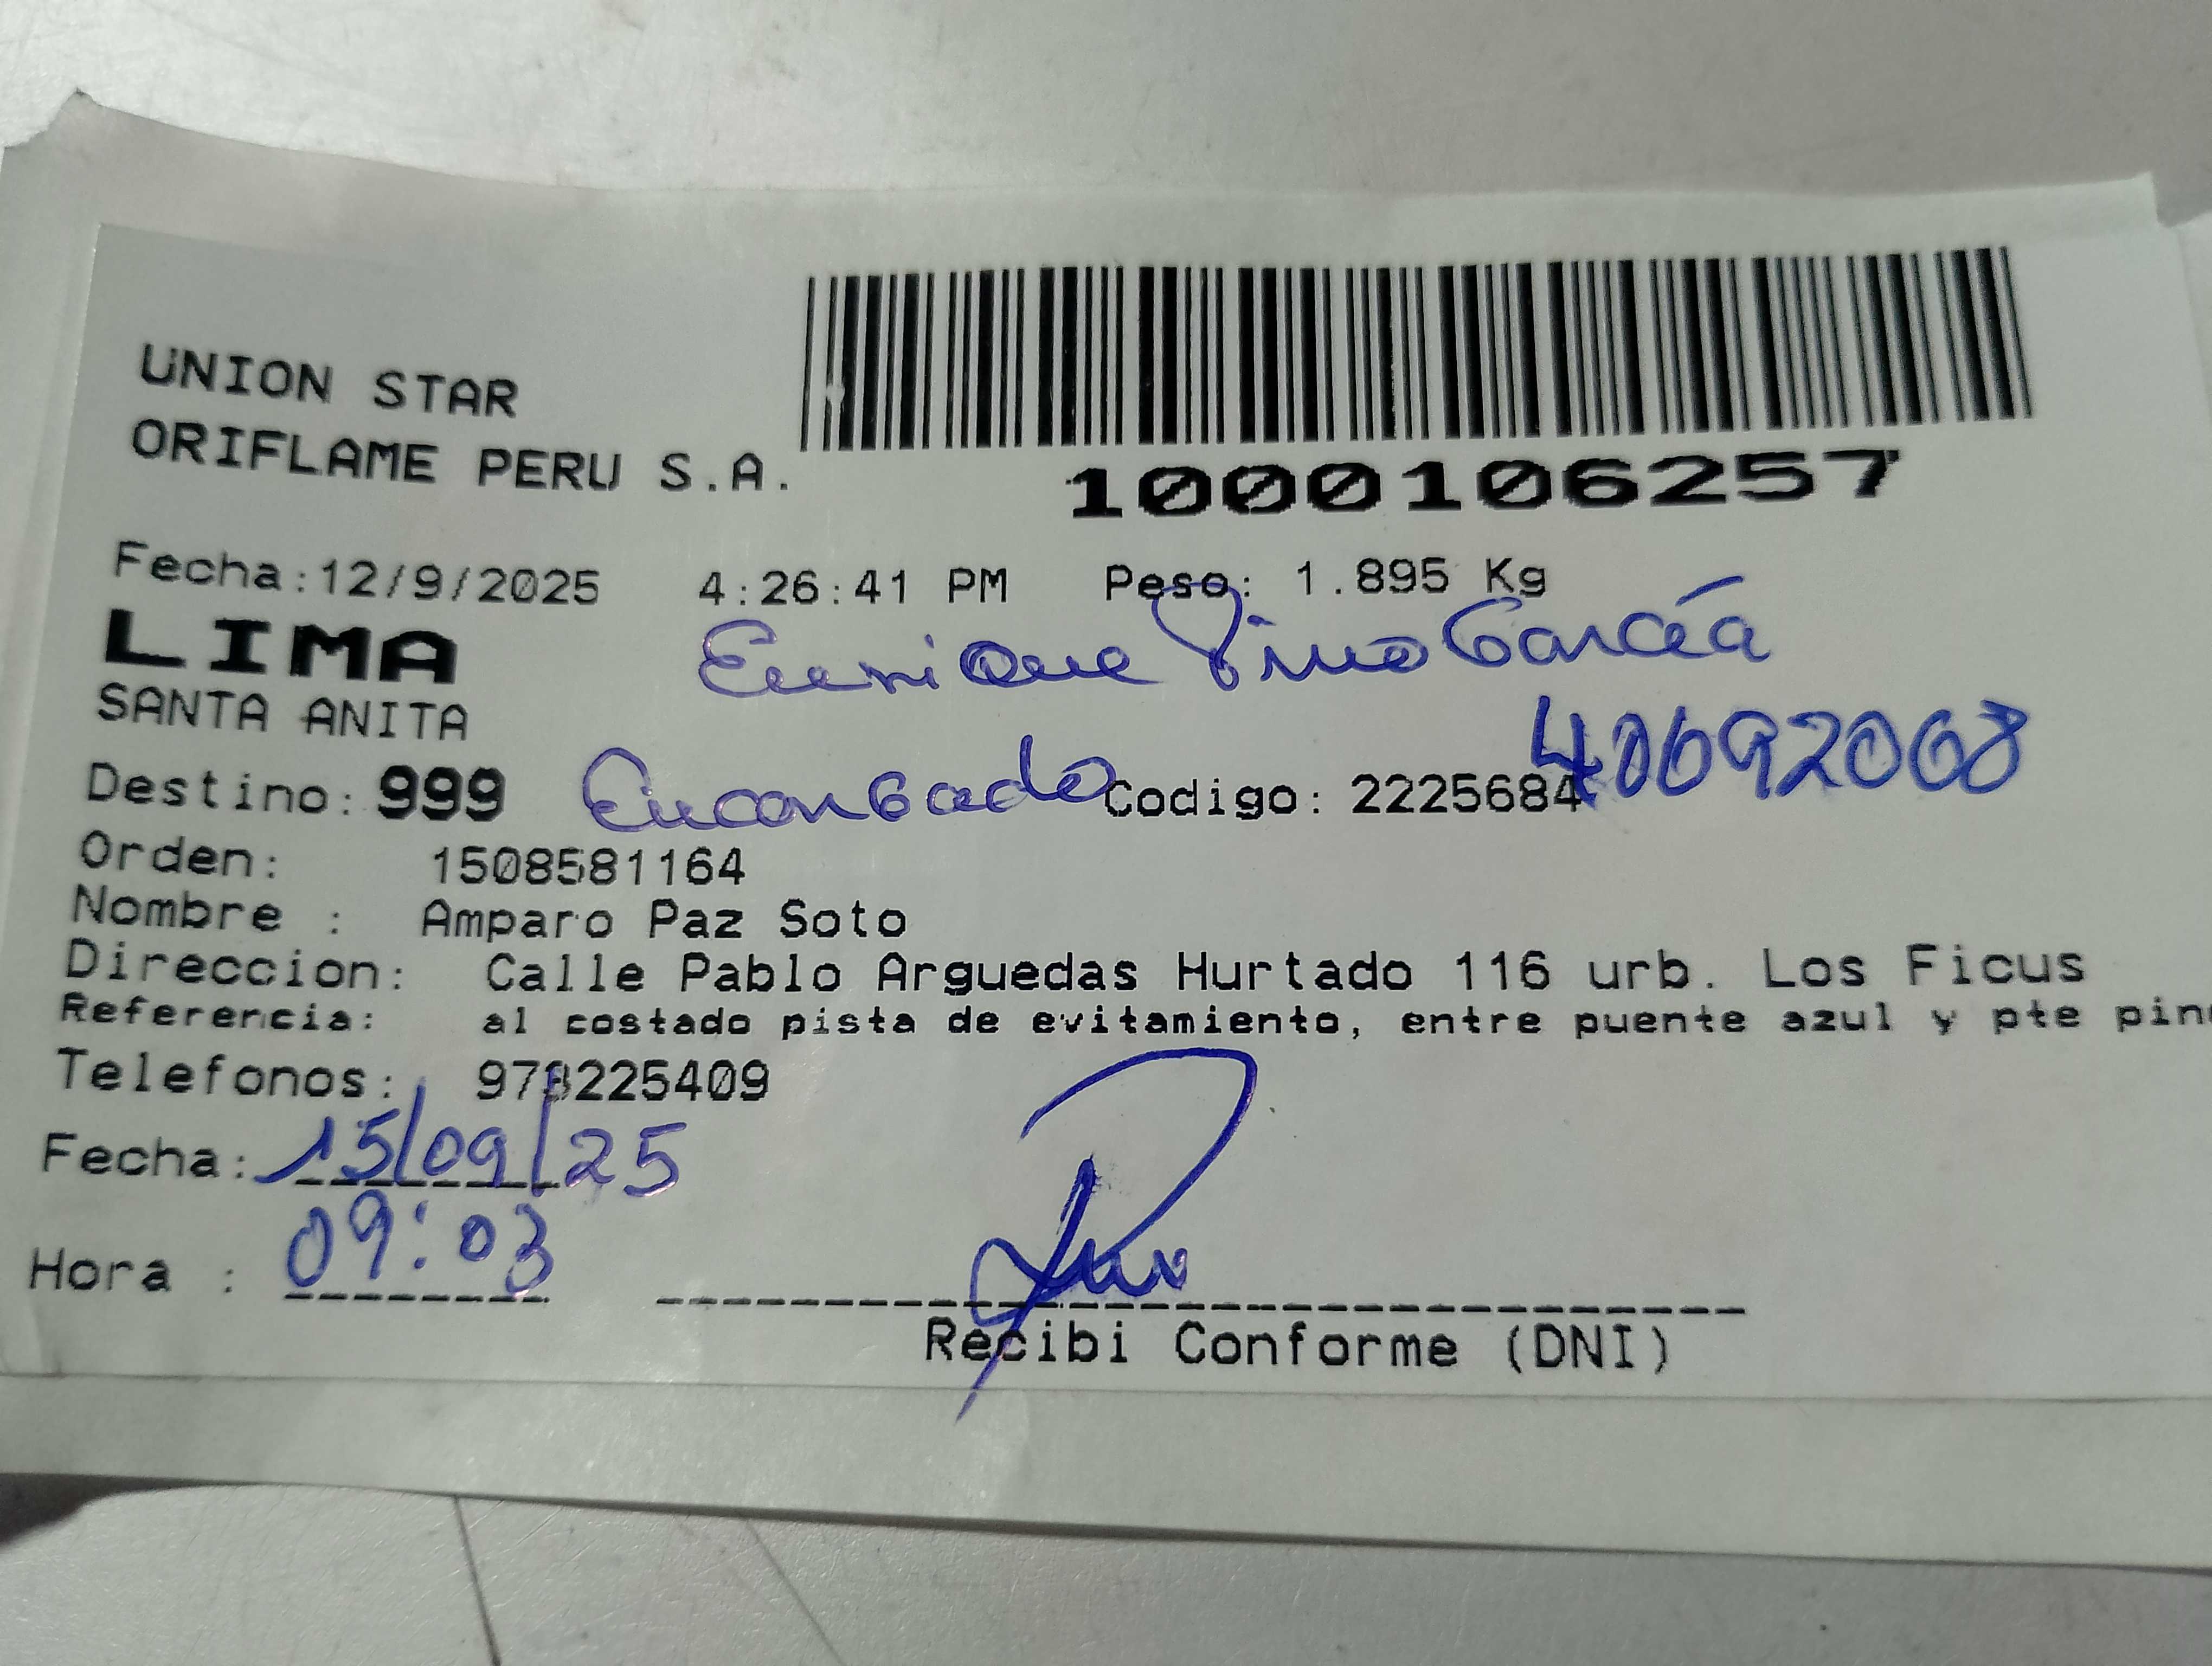 UNION STAR
ORIFLAME PERU S.A.
1000106257
Fecha:12/9/2025 4:26:41 PM Peso: 1.895 Kg
LIMA
Enrique Pino García
SANTA ANITA
40692068
Destino: 999 Encargado Codigo: 2225684
Orden: 1508581164
Nombre : Amparo Paz Soto
Direccion: Calle Pablo Arguedas Hurtado 116 urb. Los Ficus
Referencia: al costado pista de evitamiento, entre puente azul y pte
Telefonos: 978225409
Fecha: 15/09/25
Hora : 09:03
Recibi Conforme (DNI)